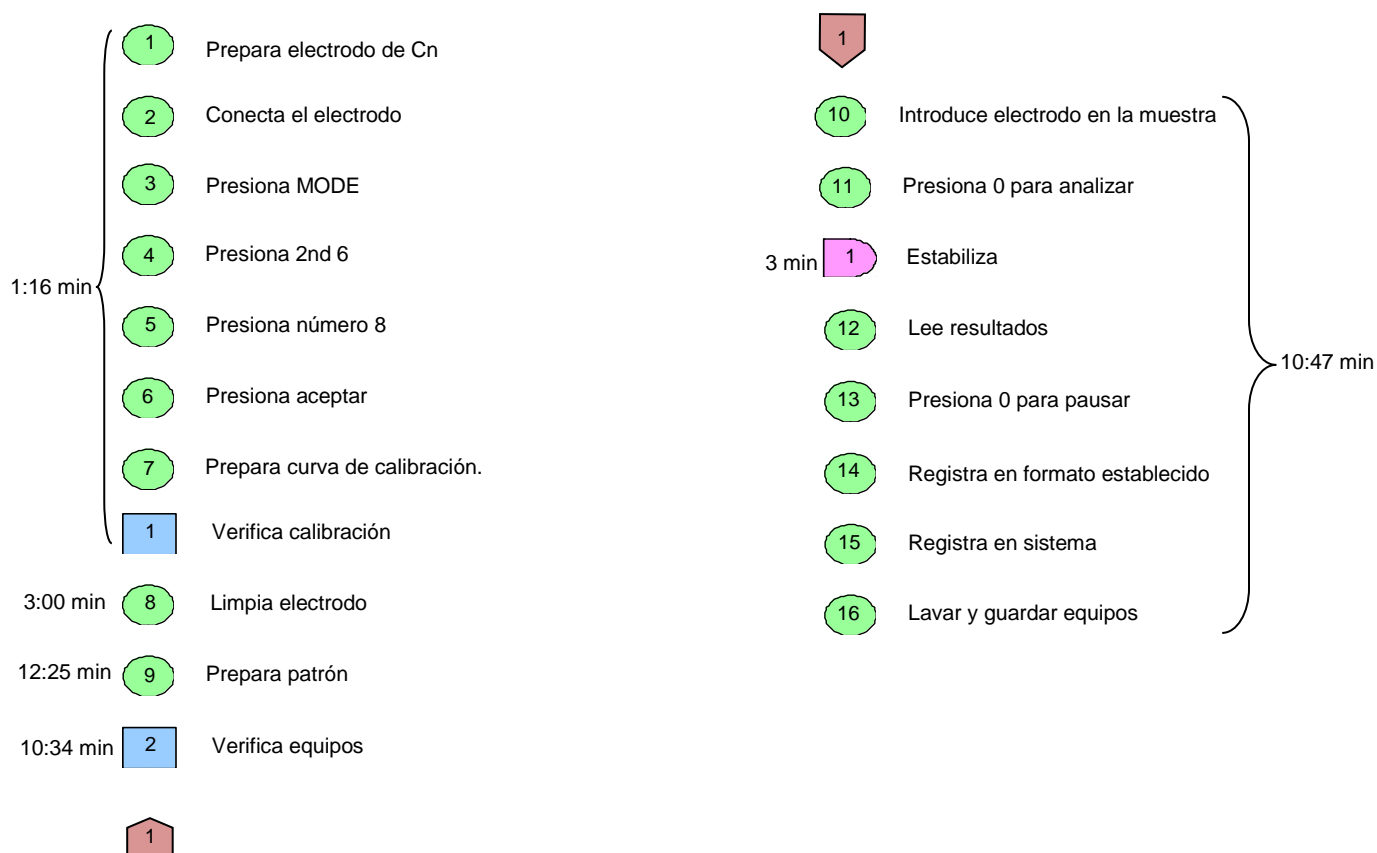 1 Prepara electrodo de Cn
2 Conecta el electrodo
3 Presiona MODE
4 Presiona 2nd 6
1:16 min
5 Presiona número 8
6 Presiona aceptar
7 Prepara curva de calibración.
1 Verifica calibración
3:00 min 8 Limpia electrodo
12:25 min 9 Prepara patrón
10:34 min 2 Verifica equipos
1
1
10 Introduce electrodo en la muestra
11 Presiona 0 para analizar
3 min 1 Estabiliza
12 Lee resultados
10:47 min
13 Presiona 0 para pausar
14 Registra en formato establecido
15 Registra en sistema
16 Lavar y guardar equipos